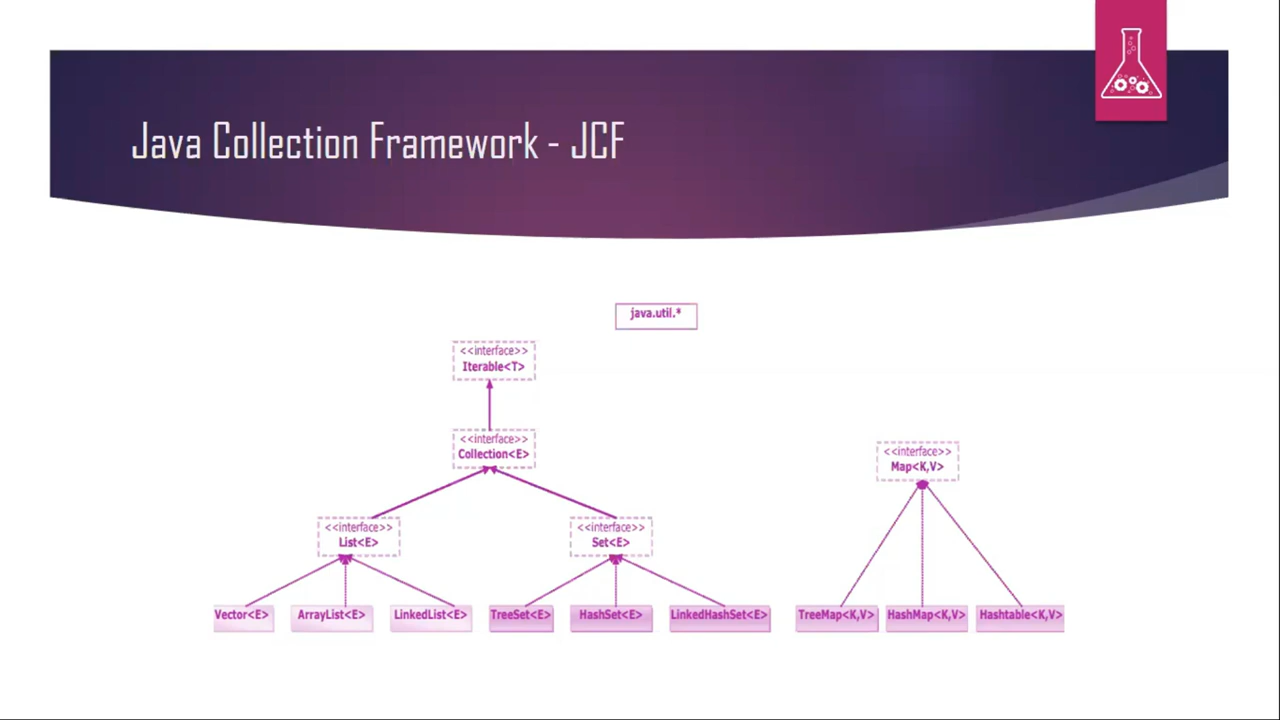 Java Collection Framework - JCF
java.util.*
<<interface>>
Iterable<T>
<<interface>>
Collection<E>
<<interface>>
Map<K,V>
<<interface>>
List<E>
<<interface>>
Set<E>
Vector<E>
ArrayList<E>
LinkedList<E>
TreeSet<E>
HashSet<E>
LinkedHashSet<E>
TreeMap<K,V>
HashMap<K,V>
Hashtable<K,V>